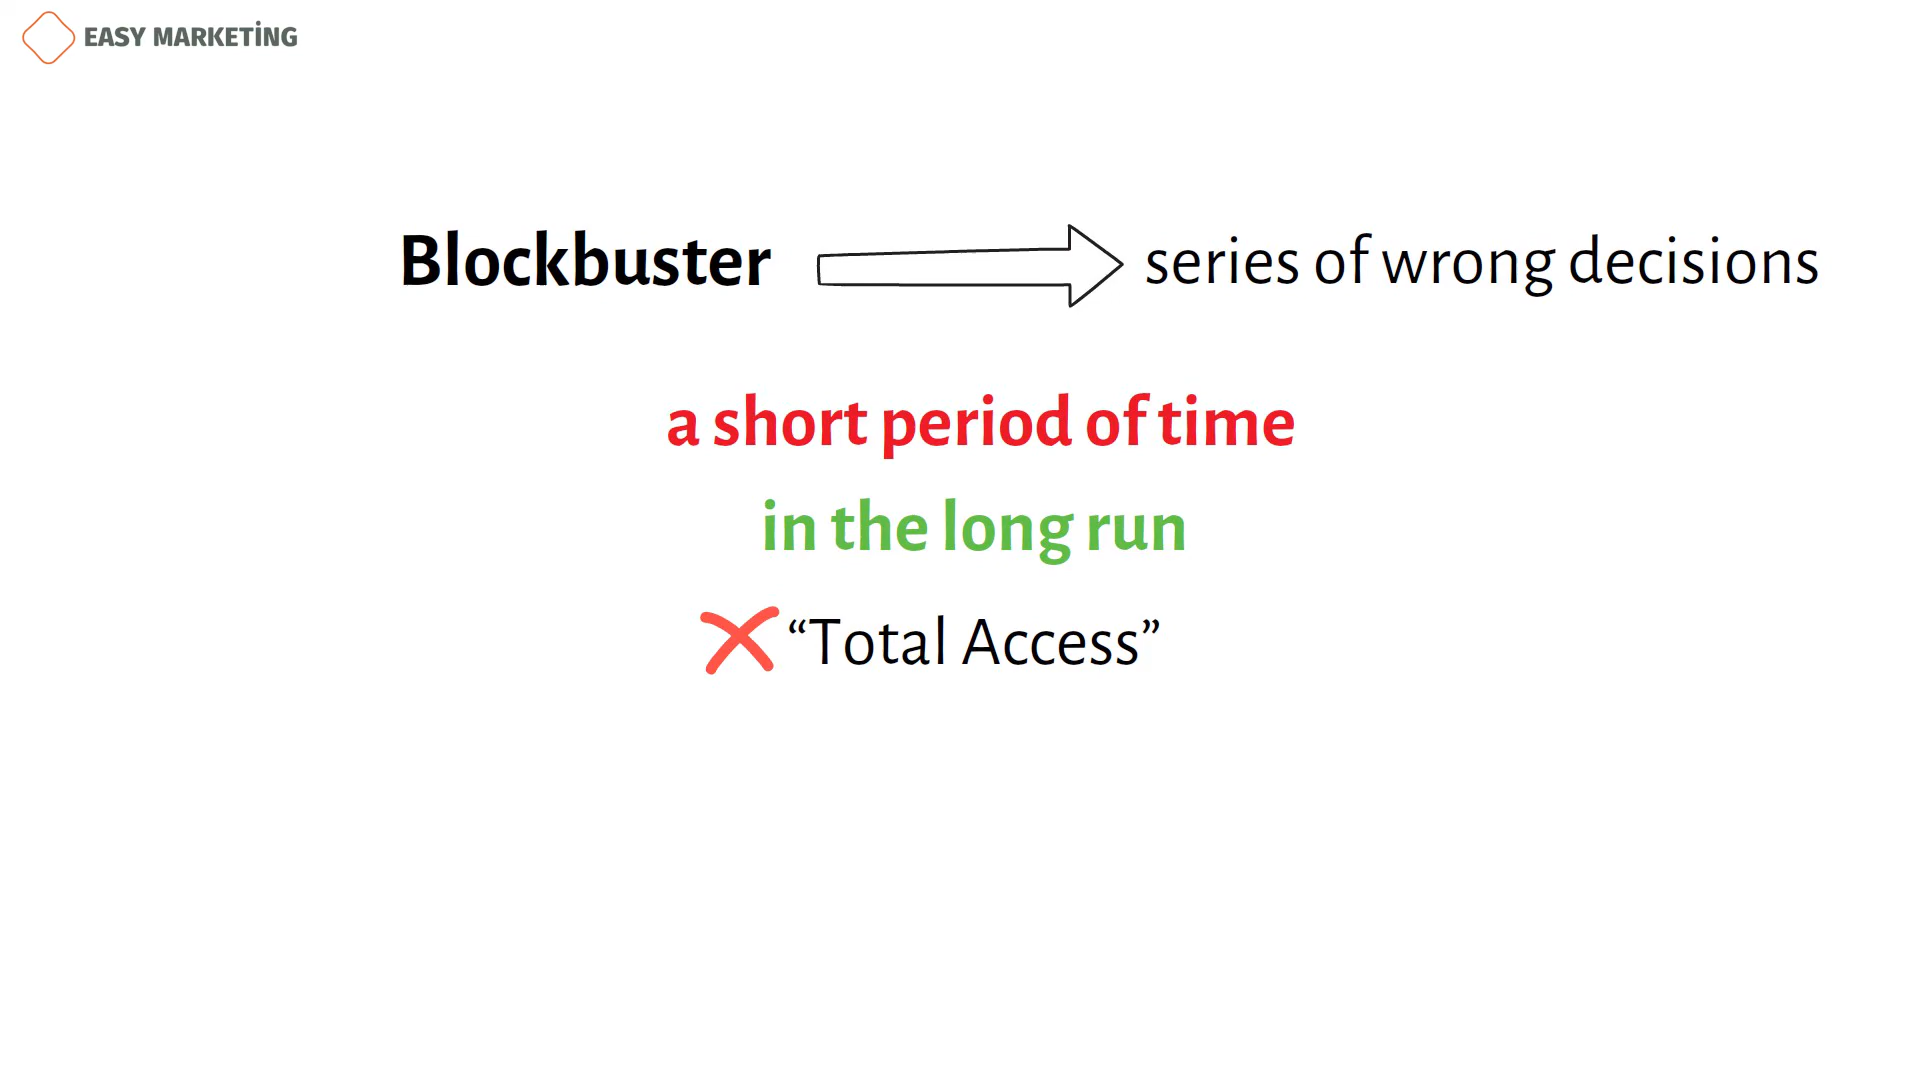 EASY MARKETİNG
Blockbuster series of wrong decisions
a short period of time
in the long run
“Total Access”